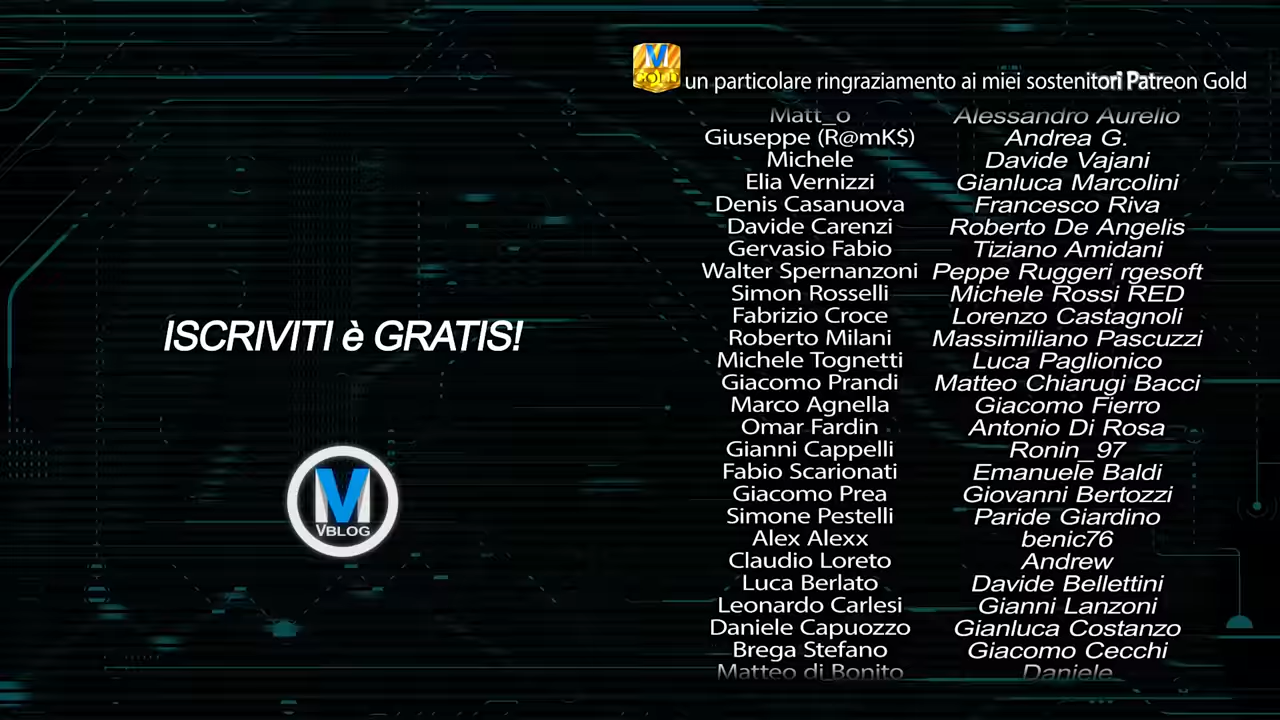 GOLD un particolare ringraziamento ai miei sostenitori Patreon Gold
Matt_o Alessandro Aurelio
Giuseppe (R@mK$) Andrea G.
Michele Davide Vajani
Elia Vernizzi Gianluca Marcolini
Denis Casanuova Francesco Riva
Davide Carenzi Roberto De Angelis
Gervasio Fabio Tiziano Amidani
Walter Spernanzoni Peppe Ruggeri rgesoft
Simon Rosselli Michele Rossi RED
Fabrizio Croce Lorenzo Castagnoli
Roberto Milani Massimiliano Pascuzzi
Michele Tognetti Luca Paglionico
Giacomo Prandi Matteo Chiarugi Bacci
Marco Agnella Giacomo Fierro
Omar Fardin Antonio Di Rosa
Gianni Cappelli Ronin_97
Fabio Scarionati Emanuele Baldi
Giacomo Prea Giovanni Bertozzi
Simone Pestelli Paride Giardino
Alex Alexx benic76
Claudio Loreto Andrew
Luca Berlato Davide Bellettini
Leonardo Carlesi Gianni Lanzoni
Daniele Capuozzo Gianluca Costanzo
Brega Stefano Giacomo Cecchi
Matteo di Bonito Daniele
ISCRIVITI è GRATIS!
VBLOG